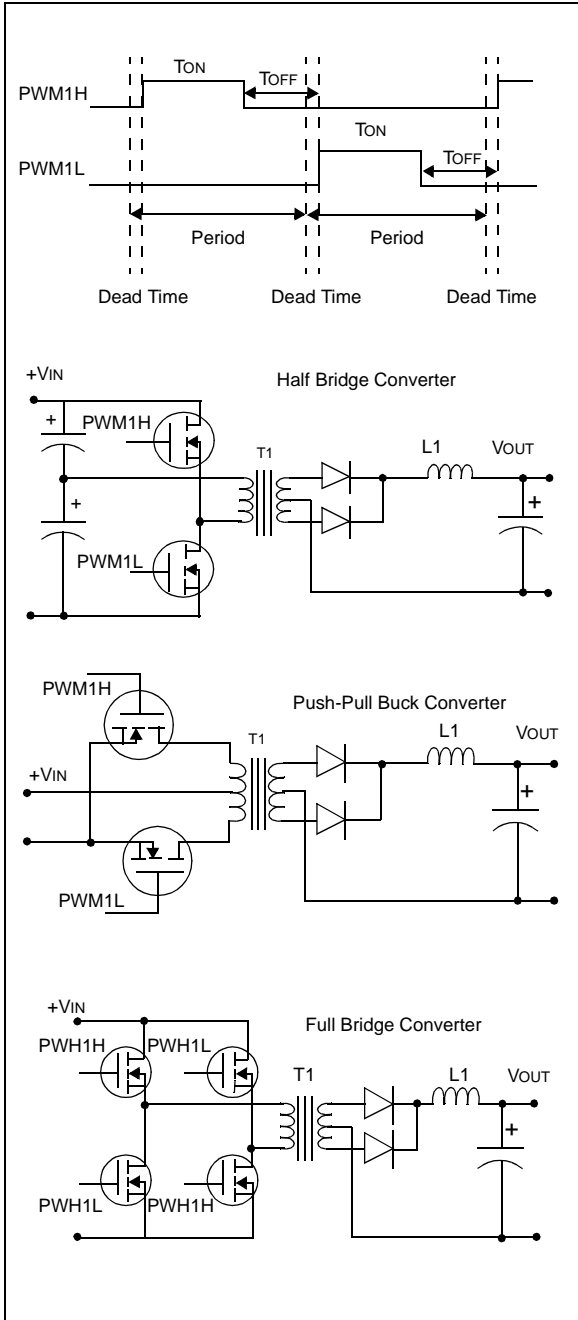 TON
TOFF
PWM1H
TON
TOFF
PWM1L
Period
Period
Dead Time
Dead Time
Dead Time
+VIN
Half Bridge Converter
+
PWM1H
T1
L1
VOUT
+
+
PWM1L
PWM1H
Push-Pull Buck Converter
T1
L1
VOUT
+VIN
+
PWM1L
+VIN
Full Bridge Converter
PWH1H
PWH1L
T1
L1
VOUT
+
PWH1L
PWH1H